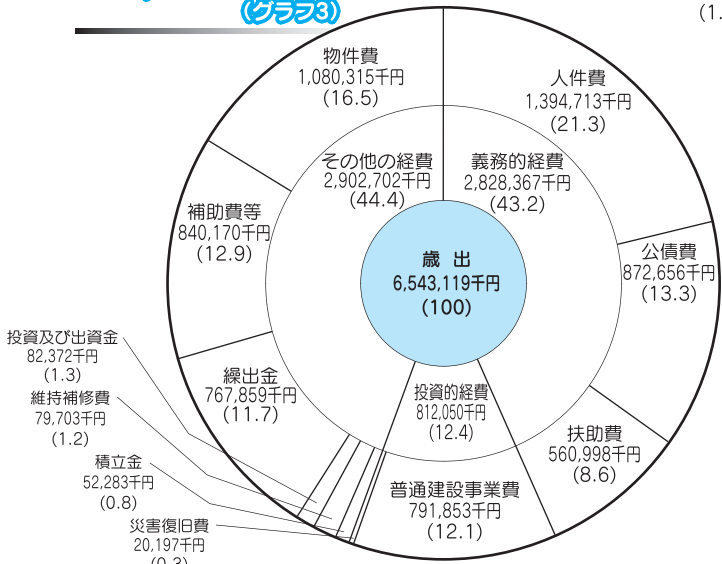 (グラフ3)
(1.
物件費
1,080,315千円
(16.5)
人件費
1,394,713千円
(21.3)
その他の経費
2,902,702千円
(44.4)
義務的経費
2,828,367千円
(43.2)
補助費等
840,170千円
(12.9)
歳 出
6,543,119千円
(100)
公債費
872,656千円
(13.3)
投資及び出資金
82,372千円
(1.3)
繰出金
767,859千円
(11.7)
投資的経費
812,050千円
(12.4)
維持補修費
79,703千円
(1.2)
扶助費
560,998千円
(8.6)
積立金
52,283千円
(0.8)
普通建設事業費
791,853千円
(12.1)
災害復旧費
20,197千円
(0.3)